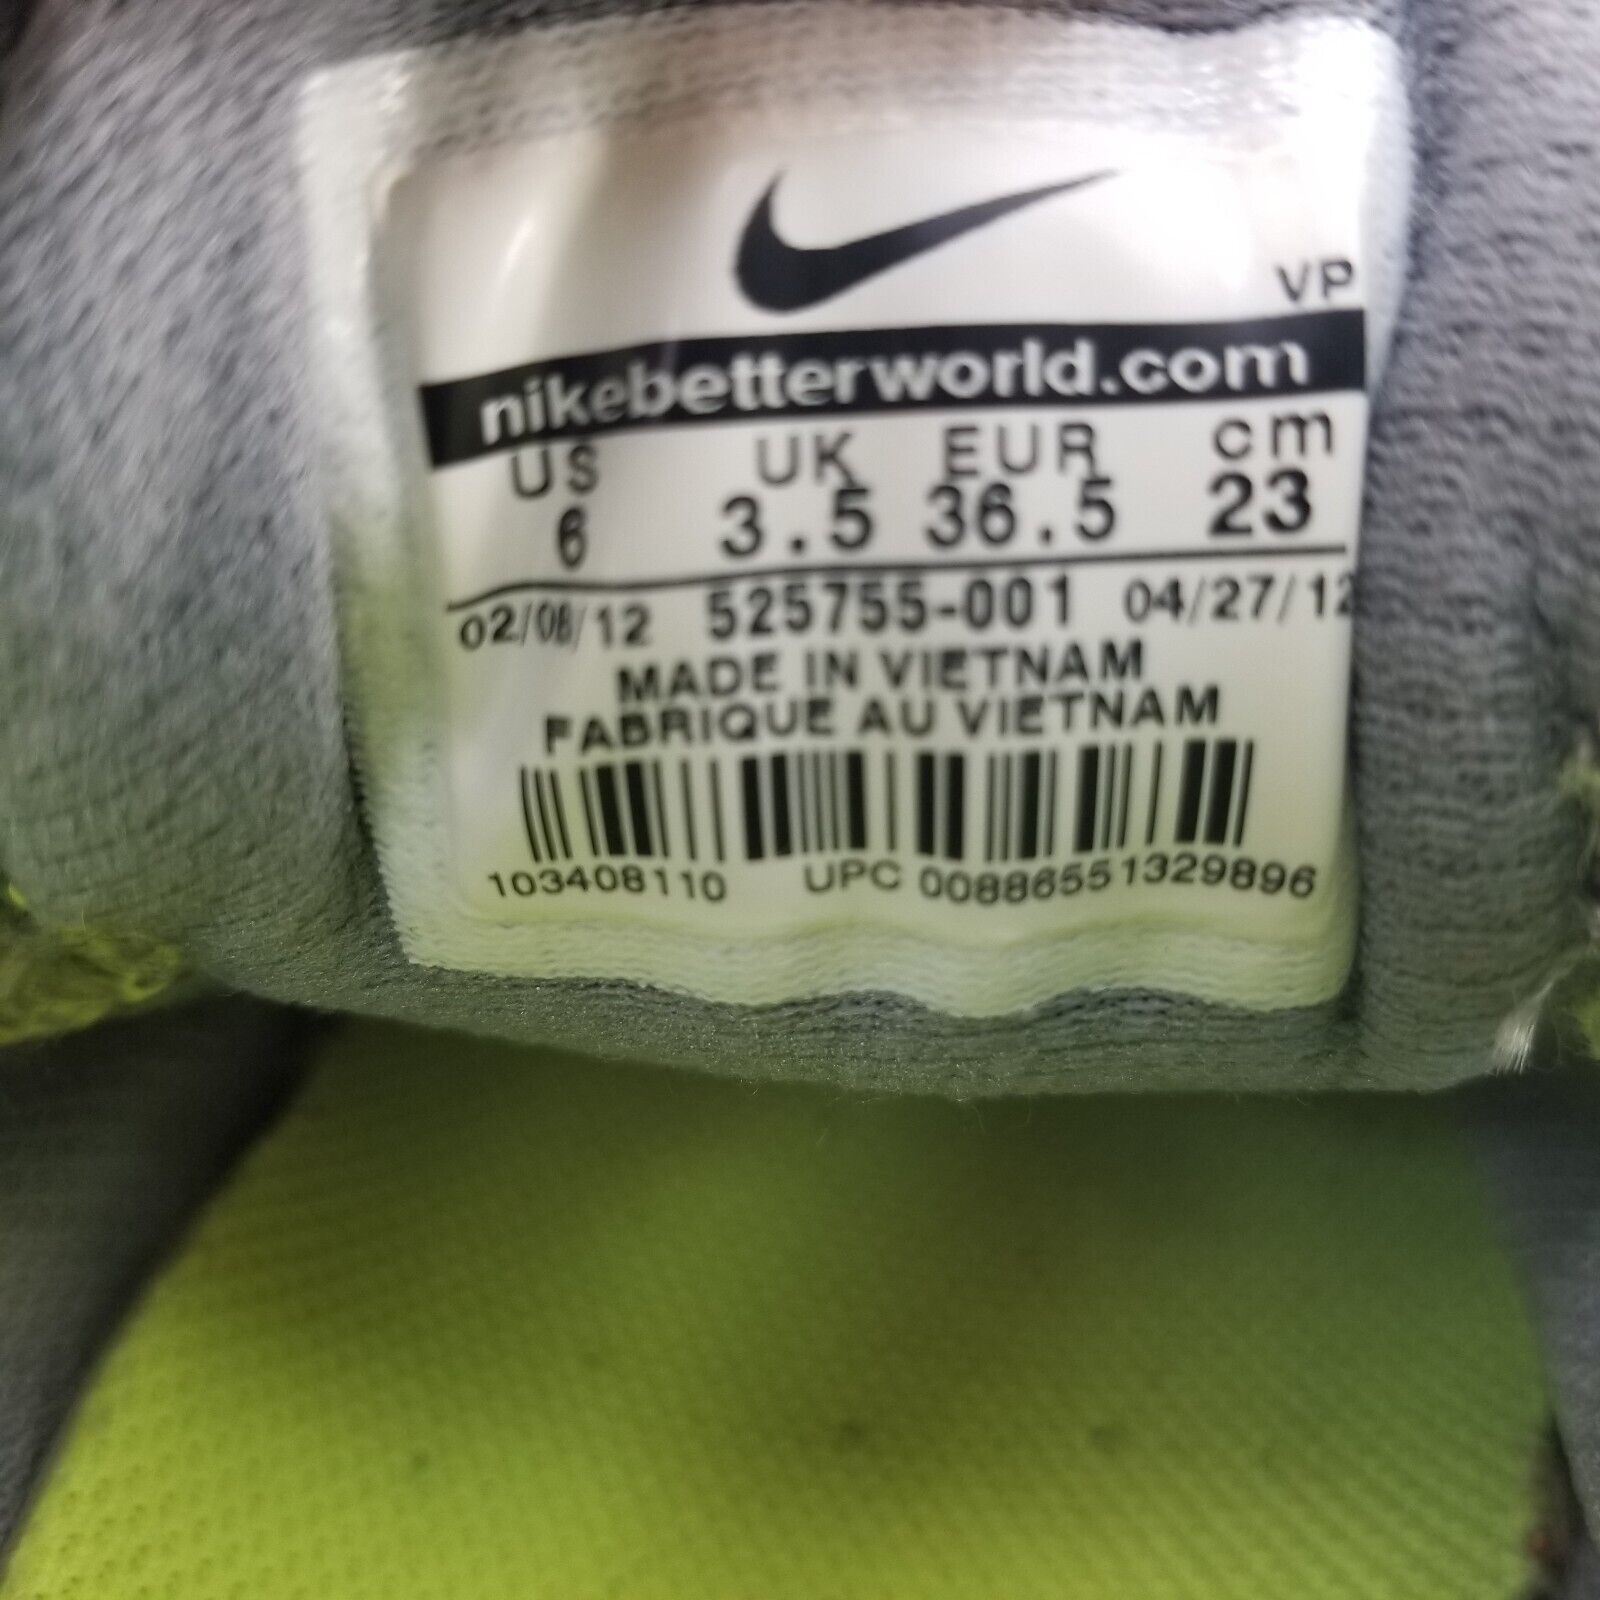 VP
nikebetterworld.com
US UK EUR cm
6 3.5 36.5 23
02/08/12 525755-001 04/27/12
MADE IN VIETNAM
FABRIQUE AU VIETNAM
103408110 UPC 00886551329896